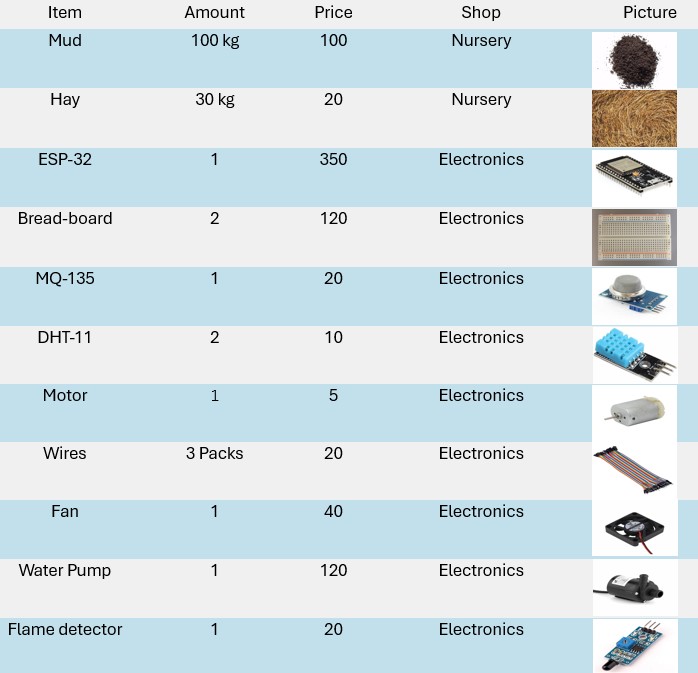 Item Amount Price Shop Picture
Mud 100 kg 100 Nursery
Hay 30 kg 20 Nursery
ESP-32 1 350 Electronics
Bread-board 2 120 Electronics
MQ-135 1 20 Electronics
DHT-11 2 10 Electronics
Motor 1 5 Electronics
Wires 3 Packs 20 Electronics
Fan 1 40 Electronics
Water Pump 1 120 Electronics
Flame detector 1 20 Electronics